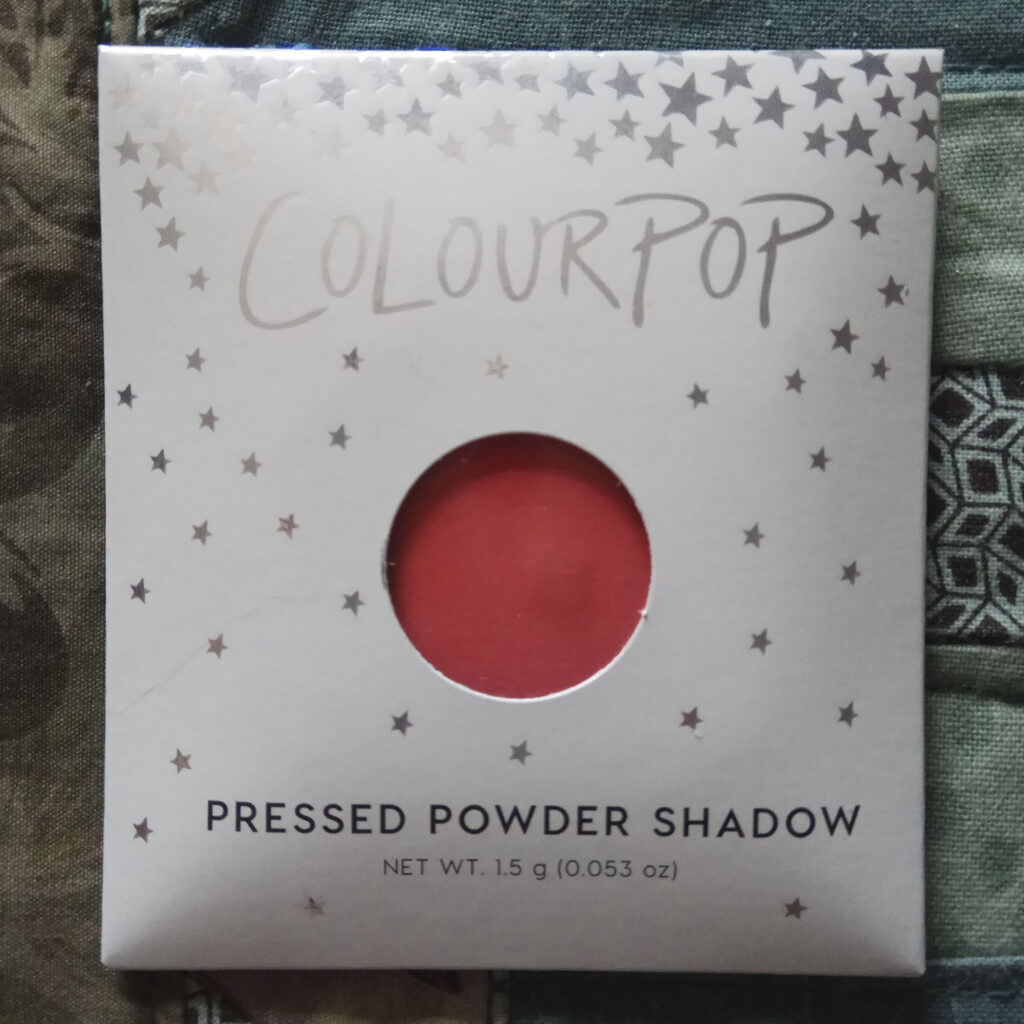 COLOURPOP
PRESSED POWDER SHADOW
NET WT. 1.5 g (0.053 oz)